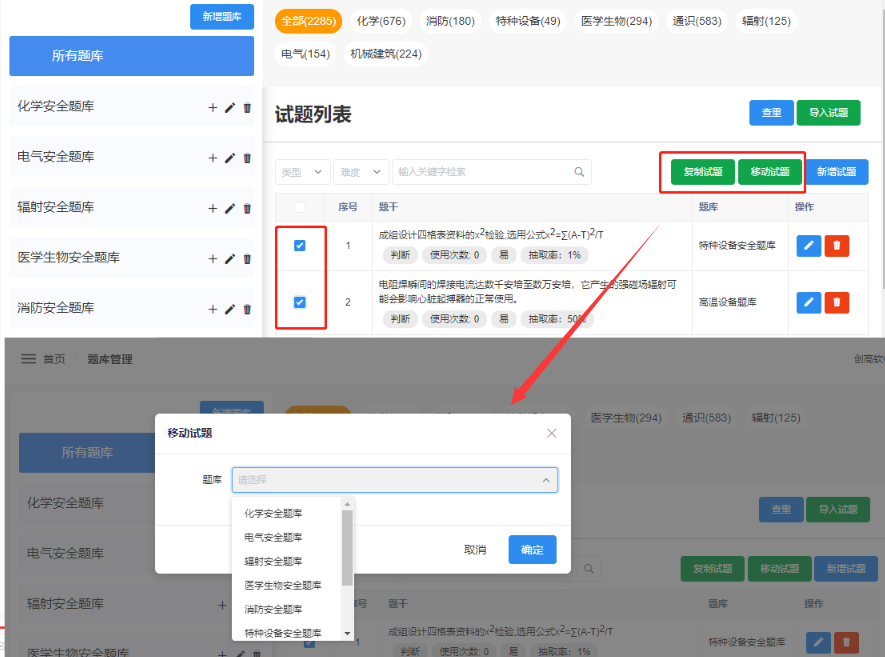 新增题库
全部(2285) 化学(676) 消防(180) 特种设备(49) 医学生物(294) 通识(583) 辐射(125)
电气(154) 机械建筑(224)
所有题库
化学安全题库
电气安全题库
辐射安全题库
医学生物安全题库
消防安全题库
试题列表 查重 导入试题
类型 难度 输入关键字检索 复制试题 移动试题 新增试题
序号 题干 题库 操作
1 成组设计四格表资料的x²检验,选用公式x²=∑(A-T)²/T 特种设备安全题库
判断 使用次数: 0 易 抽取率: 1%
2 电阻焊瞬间的焊接电流达数千安培至数万安培，它产生的强磁场辐射可
能会影响心脏起搏器的正常使用。 高温设备题库
判断 使用次数: 0 易 抽取率: 50%
首页 / 题库管理 创高软
新增题库
医学生物(294) 通识(583) 辐射(125)
所有题库
化学安全题库
电气安全题库
辐射安全题库
医学生物安全题库
移动试题
题库 请选择
化学安全题库
电气安全题库
辐射安全题库
医学生物安全题库
消防安全题库
特种设备安全题库
取消 确定
查重 导入试题
复制试题 移动试题 新增试题
号 题干 题库 操作
1 成组设计四格表资料的x²检验,选用公式x²=∑(A-T)²/T 特种设备安全题库
判断 使用次数: 0 易 抽取率: 1%